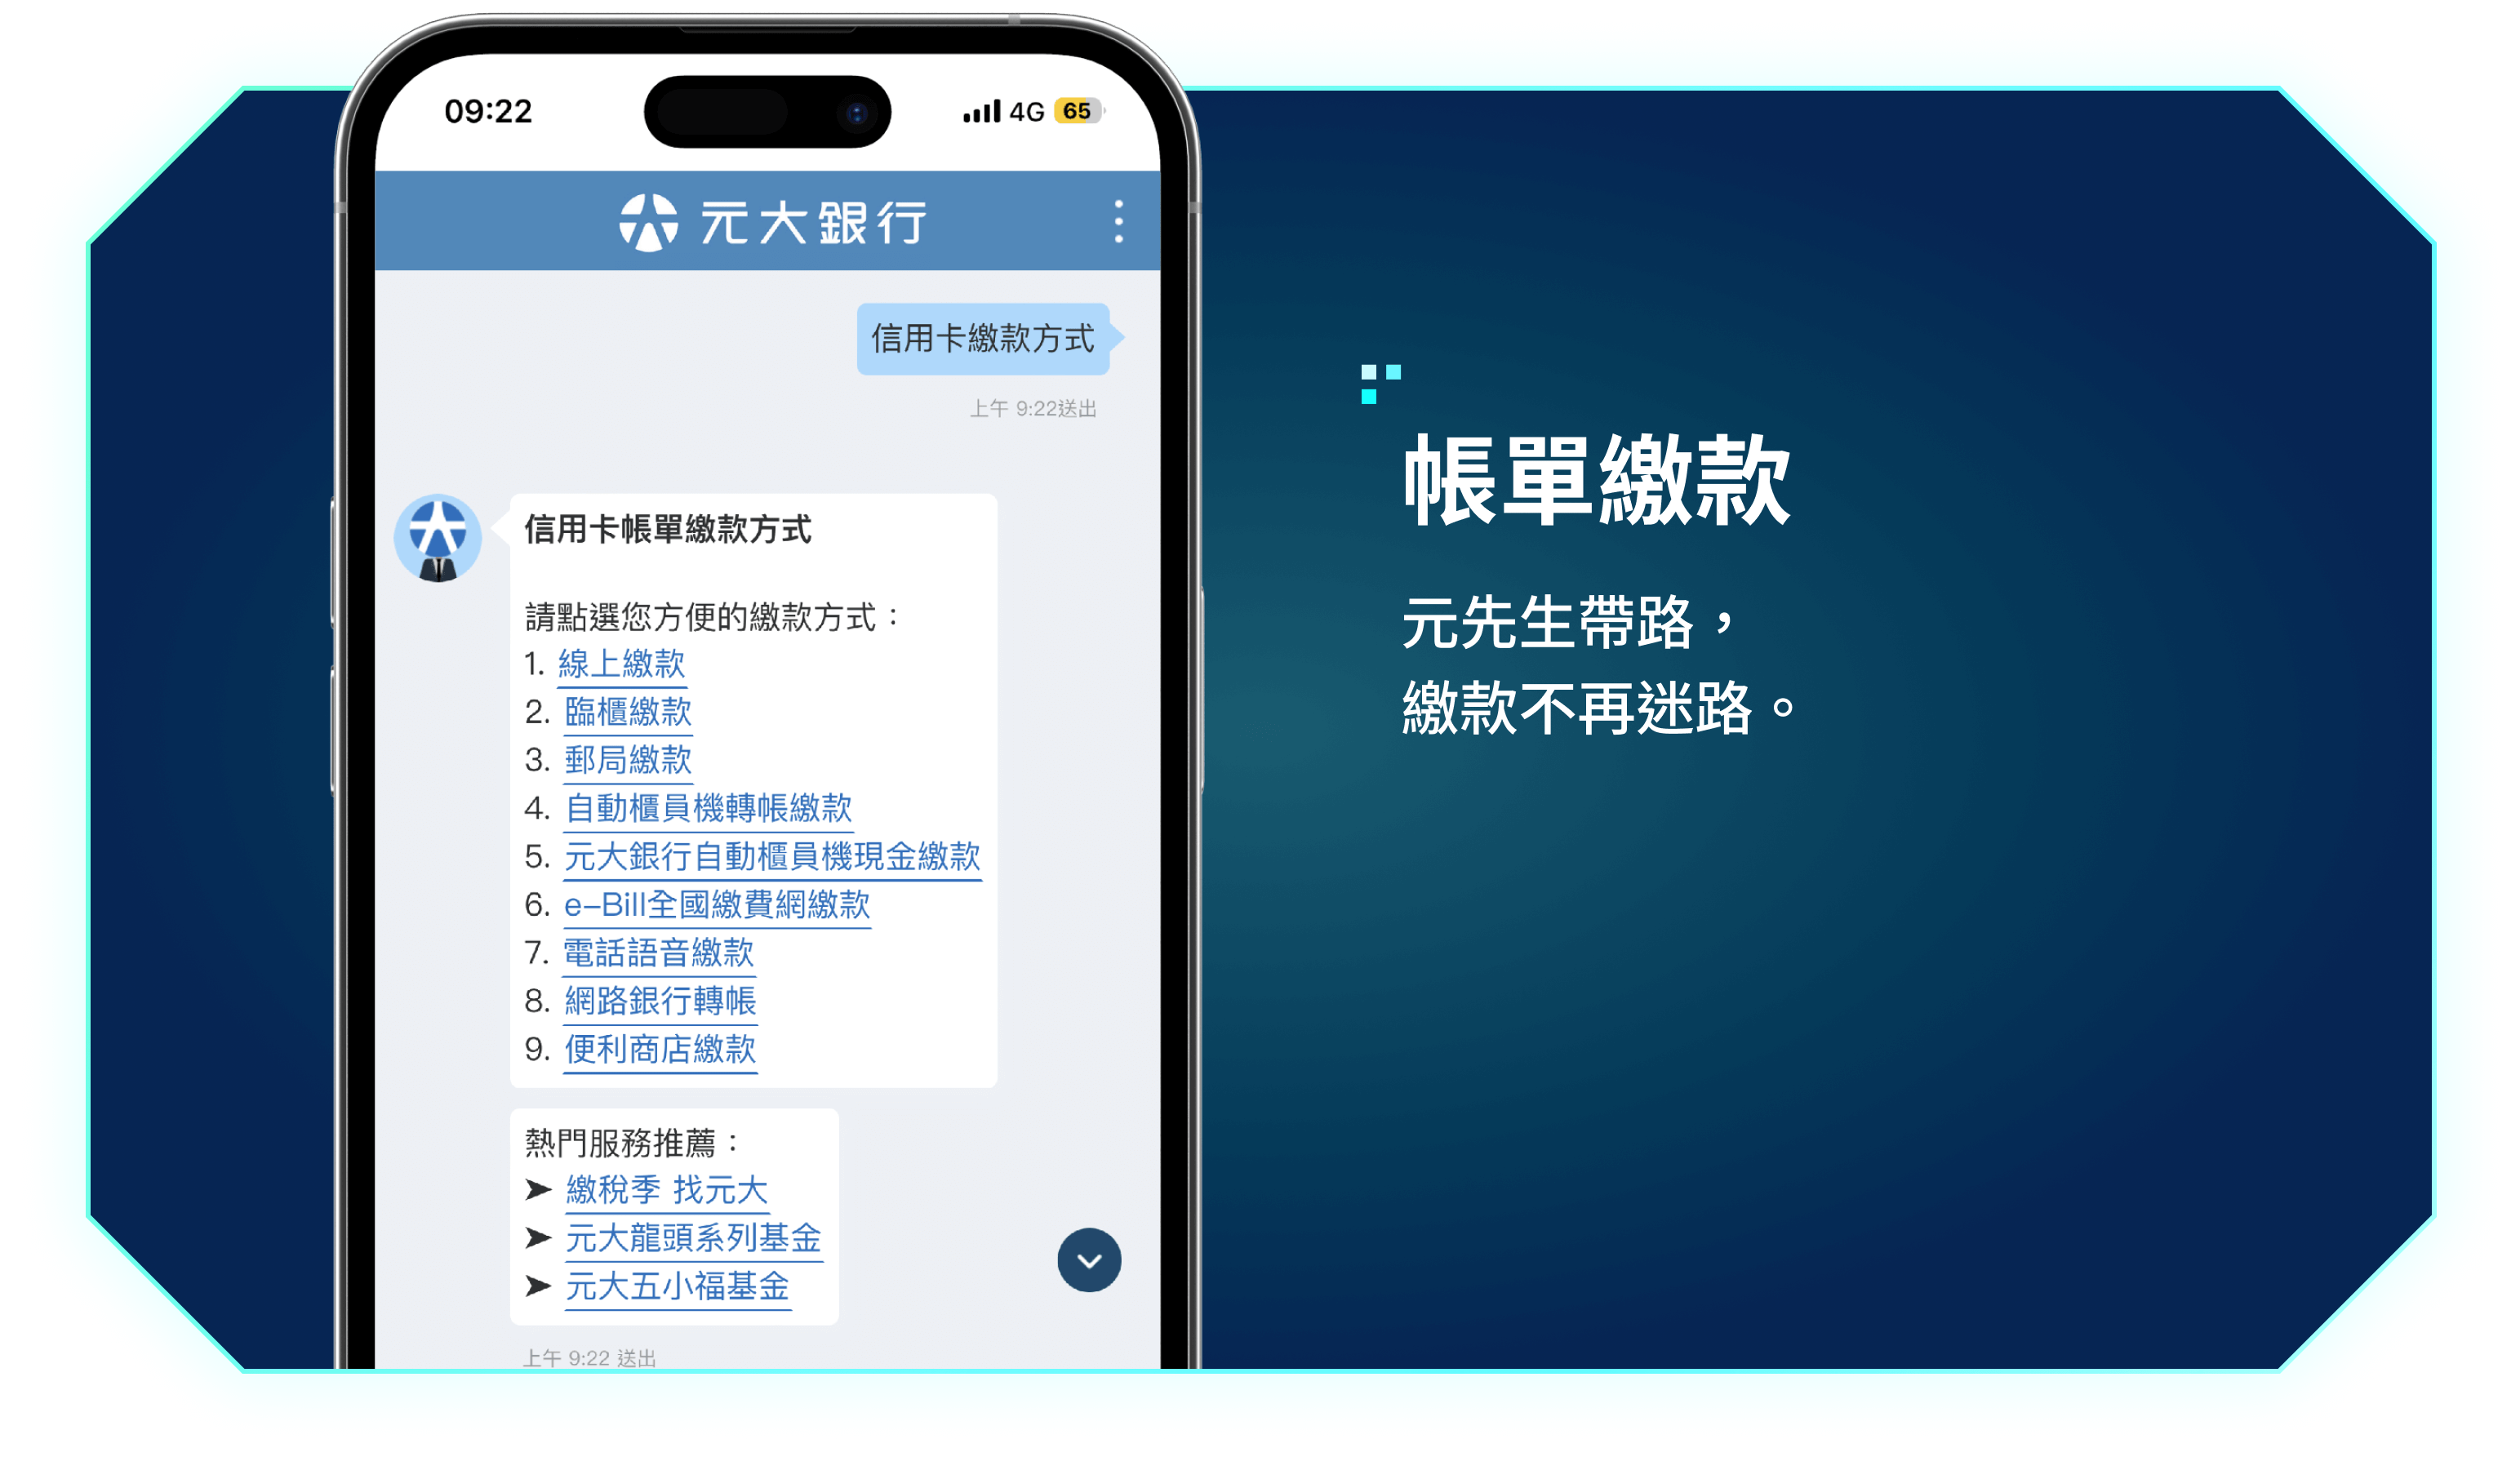 09:22
4G 65
元大銀行
信用卡繳款方式
上午 9:22送出
信用卡帳單繳款方式
請點選您方便的繳款方式：
1. 線上繳款
2. 臨櫃繳款
3. 郵局繳款
4. 自動櫃員機轉帳繳款
5. 元大銀行自動櫃員機現金繳款
6. e-Bill全國繳費網繳款
7. 電話語音繳款
8. 網路銀行轉帳
9. 便利商店繳款
熱門服務推薦：
➤ 繳稅季 找元大
➤ 元大龍頭系列基金
➤ 元大五小福基金
上午 9:22 送出
帳單繳款
元先生帶路，
繳款不再迷路。